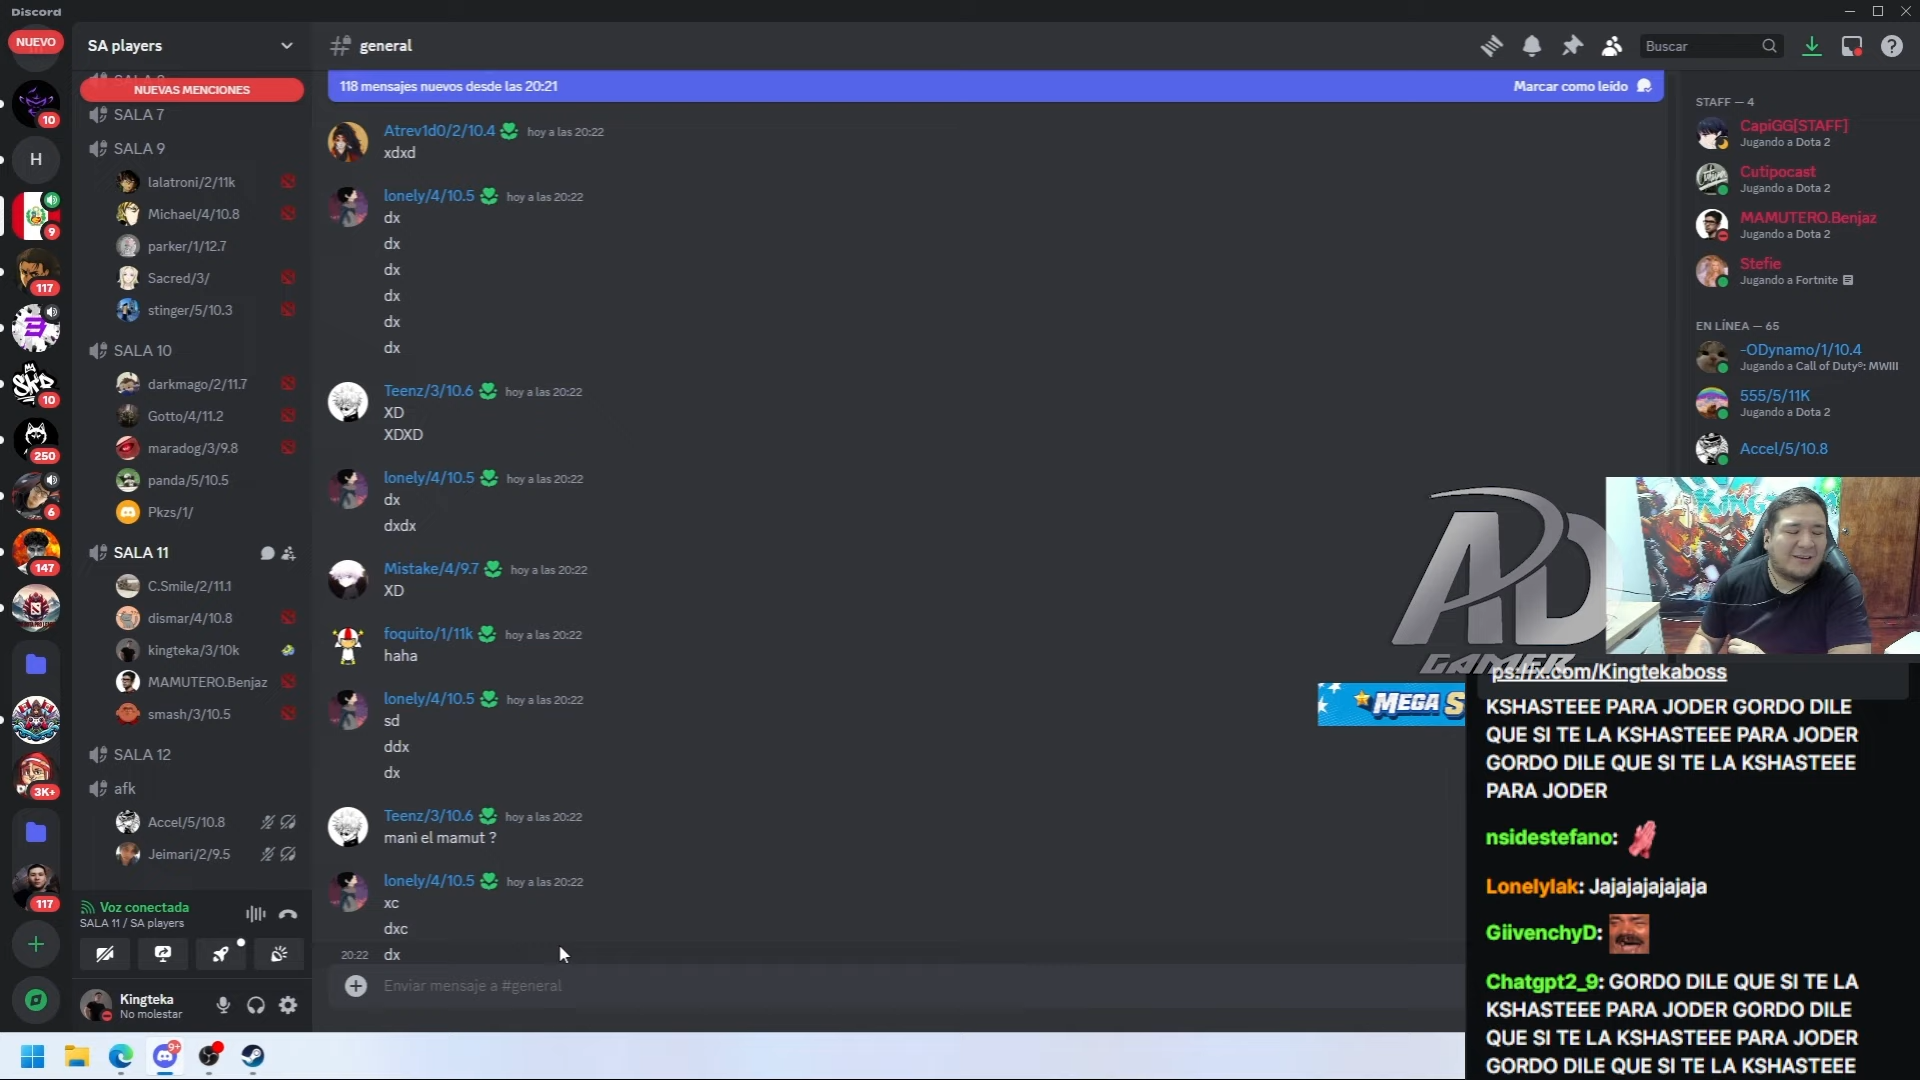 Discord
NUEVO
10
H
9
117
10
250
6
147
3K+
117
SA players
NUEVAS MENCIONES
SALA 7
SALA 9
lalatroni/2/11k
Michael/4/10.8
parker/1/12.7
Sacred/3/
stinger/5/10.3
SALA 10
darkmago/2/11.7
Gotto/4/11.2
maradog/3/9.8
panda/5/10.5
Pkzs/1/
SALA 11
C.Smile/2/11.1
dismar/4/10.8
kingteka/3/10k
MAMUTERO.Benjaz
smash/3/10.5
SALA 12
afk
Accel/5/10.8
Jeimari/2/9.5
Voz conectada
SALA 11 / SA players
Kingteka
No molestar
general
Buscar
118 mensajes nuevos desde las 20:21
Marcar como leído
Atrev1d0/2/10.4 hoy a las 20:22
xdxd
lonely/4/10.5 hoy a las 20:22
dx
dx
dx
dx
dx
dx
Teenz/3/10.6 hoy a las 20:22
XD
XDXD
lonely/4/10.5 hoy a las 20:22
dx
dxdx
Mistake/4/9.7 hoy a las 20:22
XD
foquito/1/11k hoy a las 20:22
haha
lonely/4/10.5 hoy a las 20:22
sd
ddx
dx
Teenz/3/10.6 hoy a las 20:22
mani el mamut ?
lonely/4/10.5 hoy a las 20:22
xc
dxc
20:22 dx
Enviar mensaje a #general
STAFF — 4
CapiGG[STAFF]
Jugando a Dota 2
Cutipocast
Jugando a Dota 2
MAMUTERO.Benjaz
Jugando a Dota 2
Stefie
Jugando a Fortnite
EN LÍNEA — 65
-ODynamo/1/10.4
Jugando a Call of Duty®: MWIII
555/5/11K
Jugando a Dota 2
Accel/5/10.8
AD
GAMER
MEGA S
ps://x.com/Kingtekaboss
KSHASTEEE PARA JODER GORDO DILE
QUE SI TE LA KSHASTEEE PARA JODER
GORDO DILE QUE SI TE LA KSHASTEEE
PARA JODER
nsidestefano:
Lonelylak: Jajajajajajaja
GiivenchyD:
Chatgpt2_9: GORDO DILE QUE SI TE LA
KSHASTEEE PARA JODER GORDO DILE
QUE SI TE LA KSHASTEEE PARA JODER
GORDO DILE QUE SI TE LA KSHASTEEE
9+